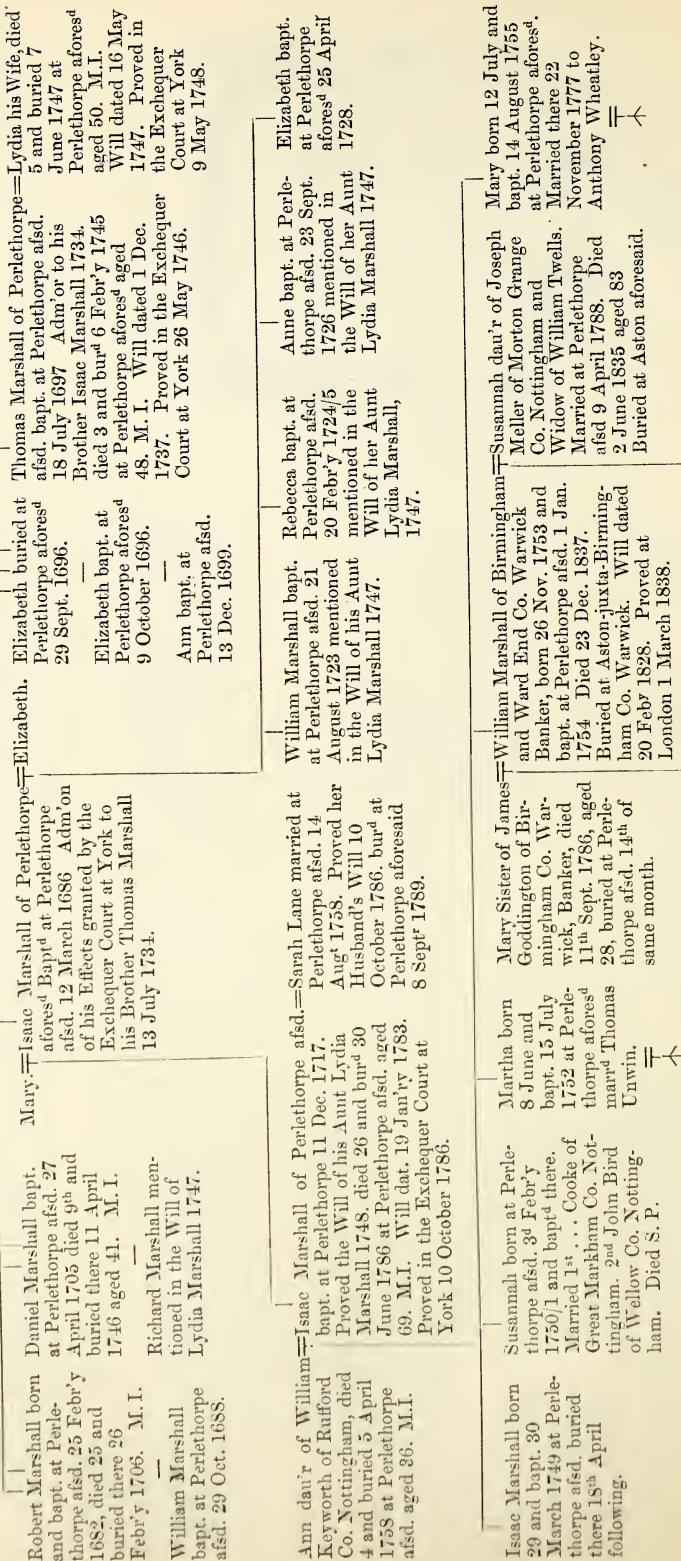 Robert Marshall born
and bapt. at Perle-
thorpe afsd. 25 Feb'r'y
1682, died 25 and
buried there 26
Febr'y 1706. M.I.
—
William Marshall
bapt. at Perlethorpe
afsd. 29 Oct. 1688.
Daniel Marshall bapt.
at Perlethorpe afsd. 27
April 1705 died 9th and
buried there 11 April
1746 aged 41. M.I.
—
Richard Marshall men-
tioned in the Will of
Lydia Marshall 1747.
Mary.=Isaac Marshall of Perlethorpe=Elizabeth.
aforesd Baptd at Perlethorpe
afsd. 12 March 1686 Adm'on
of his Effects granted by the
Exchequer Court at York to
his Brother Thomas Marshall
13 July 1734.
Elizabeth buried at
Perlethorpe aforesd
29 Sept. 1696.
—
Elizabeth bapt. at
Perlethorpe aforesd
9 October 1696.
—
Ann bapt. at
Perlethorpe afsd.
13 Dec. 1699.
Thomas Marshall of Perlethorpe=Lydia his Wife, died
afsd. bapt. at Perlethorpe afsd.
18 July 1697 Adm'or to his
Brother Isaac Marshall 1734.
died 3 and burd 6 Febr'y 1745
at Perlethorpe aforesd aged
48. M. I. Will dated 1 Dec.
1737. Proved in the Exchequer
Court at York 26 May 1746.
5 and buried 7
June 1747 at
Perlethorpe aforesd
aged 50. M.I.
Will dated 16 May
1747. Proved in
the Exchequer
Court at York
9 May 1748.
Ann dau'r of William=Isaac Marshall of Perlethorpe afsd.=Sarah Lane married at
Keyworth of Rufford
Co. Nottingham, died
4 and buried 5 April
1758 at Perlethorpe
afsd. aged 36. M.I.
bapt. at Perlethorpe 11 Dec. 1717.
Proved the Will of his Aunt Lydia
Marshall 1748. died 26 and burd 30
June 1786 at Perlethorpe afsd. aged
69. M.I. Will dat. 19 Jan'ry 1783.
Proved in the Exchequer Court at
York 10 October 1786.
Perlethorpe afsd. 14
Augt 1758. Proved her
Husband's Will 10
October 1786. burd at
Perlethorpe aforesaid
8 Septr 1789.
William Marshall bapt.
at Perlethorpe afsd. 21
August 1723 mentioned
in the Will of his Aunt
Lydia Marshall 1747.
Rebecca bapt. at
Perlethorpe afsd.
20 Febr'y 1724/5
mentioned in the
Will of her Aunt
Lydia Marshall,
1747.
Anne bapt. at Perle-
thorpe afsd. 23 Sept.
1726 mentioned in
the Will of her Aunt
Lydia Marshall 1747.
Elizabeth bapt.
at Perlethorpe
aforesd 25 April
1728.
Isaac Marshall born
29 and bapt. 30
March 1749 at Perle-
thorpe afsd. buried
there 18th April
following.
Susannah born at Perle-
thorpe afsd. 3d Febr'y
1750/1 and baptd there.
Married 1st ... Cooke of
Great Markham Co. Not-
tingham. 2nd John Bird
of Wellow Co. Notting-
ham. Died S. P.
Martha born
8 June and
bapt. 15 July
1752 at Perle-
thorpe aforesd
marrd Thomas
Unwin.
Mary Sister of James=William Marshall of Birmingham=Susannah dau'r of Joseph
Goddington of Bir-
mingham Co. War-
wick, Banker, died
11th Sept. 1786, aged
28, buried at Perle-
thorpe afsd. 14th of
same month.
and Ward End Co. Warwick
Banker, born 26 Nov. 1753 and
bapt. at Perlethorpe afsd. 1 Jan.
1754 Died 23 Dec. 1837.
Buried at Aston-juxta-Birming-
ham Co. Warwick. Will dated
20 Feby 1828. Proved at
London 1 March 1838.
Meller of Morton Grange
Co. Nottingham and
Widow of William Twells.
Married at Perlethorpe
afsd 9 April 1788. Died
2 June 1835 aged 83
Buried at Aston aforesaid.
Mary born 12 July and
bapt. 14 August 1755
at Perlethorpe aforesd.
Married there 22
November 1777 to
Anthony Wheatley.